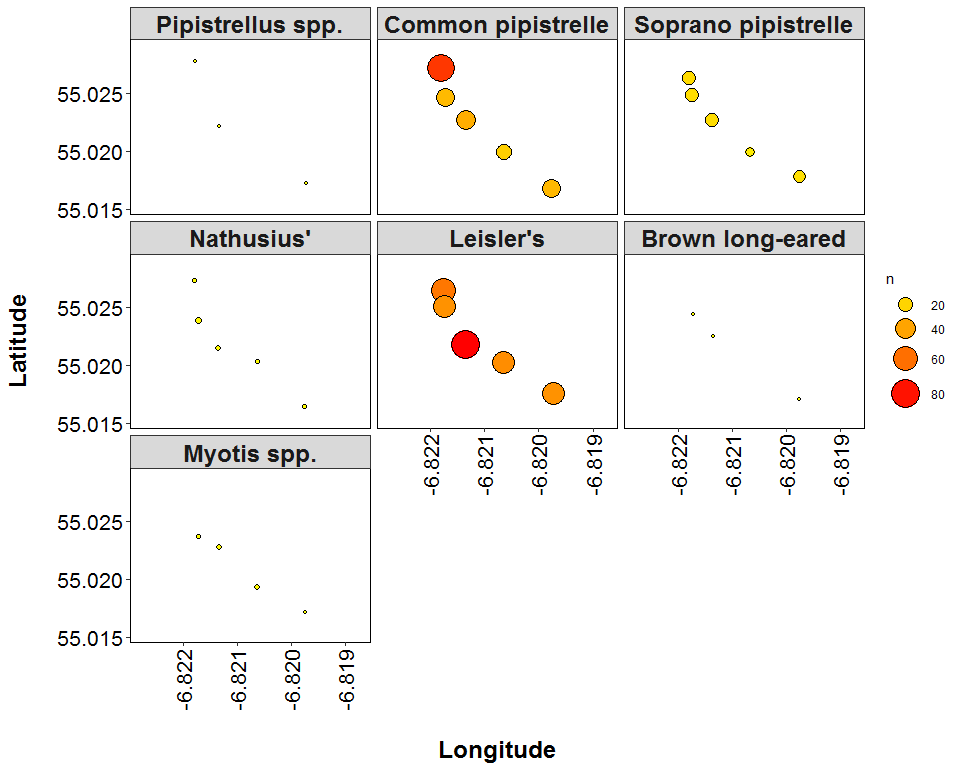 Pipistrellus spp.
Common pipistrelle
Soprano pipistrelle
55.025
55.020
55.015
Nathusius'
Leisler's
Brown long-eared
55.025
55.020
55.015
-6.822
-6.821
-6.820
-6.819
-6.822
-6.821
-6.820
-6.819
Myotis spp.
55.025
55.020
55.015
-6.822
-6.821
-6.820
-6.819
Latitude
Longitude
n
20
40
60
80